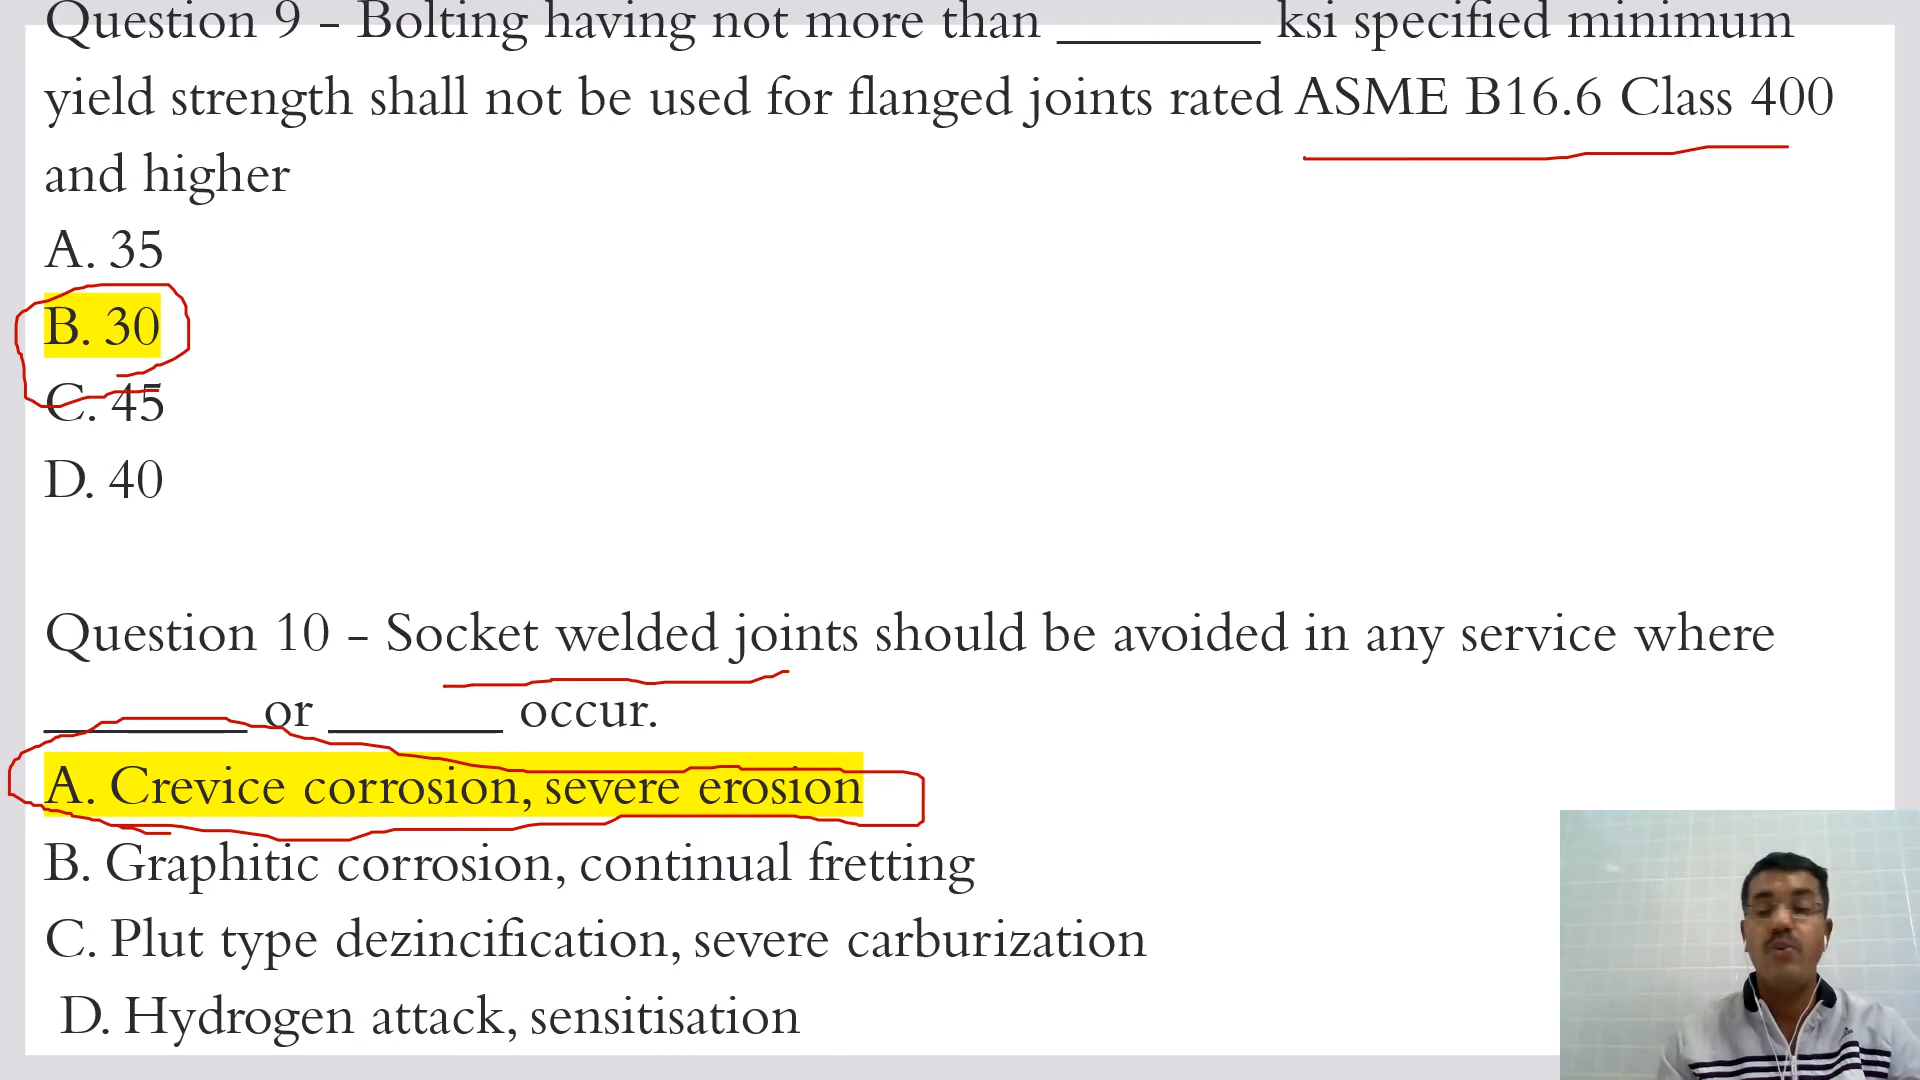 Question 9 - Bolting having not more than _______ ksi specified minimum
yield strength shall not be used for flanged joints rated ASME B16.6 Class 400
and higher
A. 35
B. 30
C. 45
D. 40
Question 10 - Socket welded joints should be avoided in any service where
_______ or ______ occur.
A. Crevice corrosion, severe erosion
B. Graphitic corrosion, continual fretting
C. Plut type dezincification, severe carburization
D. Hydrogen attack, sensitisation